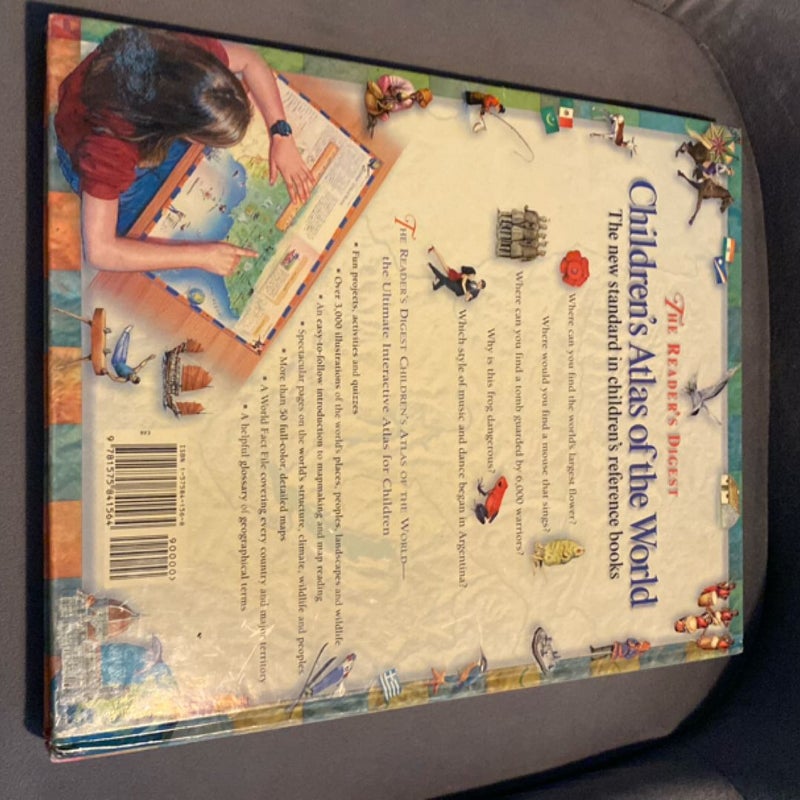 THE READER'S DIGEST
Children's Atlas of the World
The new standard in children's reference books
Where can you find the world's largest flower?
Where would you find a mouse that sings?
Where can you find a tomb guarded by 6,000 warriors?
Why is this frog dangerous?
Which style of music and dance began in Argentina?
THE READER'S DIGEST CHILDREN'S ATLAS OF THE WORLD—
the Ultimate Interactive Atlas for Children
• Fun projects, activities and quizzes
• Over 3,000 illustrations of the world's places, peoples, landscapes and wildlife
• An easy-to-follow introduction to mapmaking and map reading
• Spectacular pages on the world's structure, climate, wildlife and peoples
• More than 50 full-color, detailed maps
• A World Fact File covering every country and major territory
• A helpful glossary of geographical terms
ISBN 1-57584-156-8
90000>
9 781575 841564